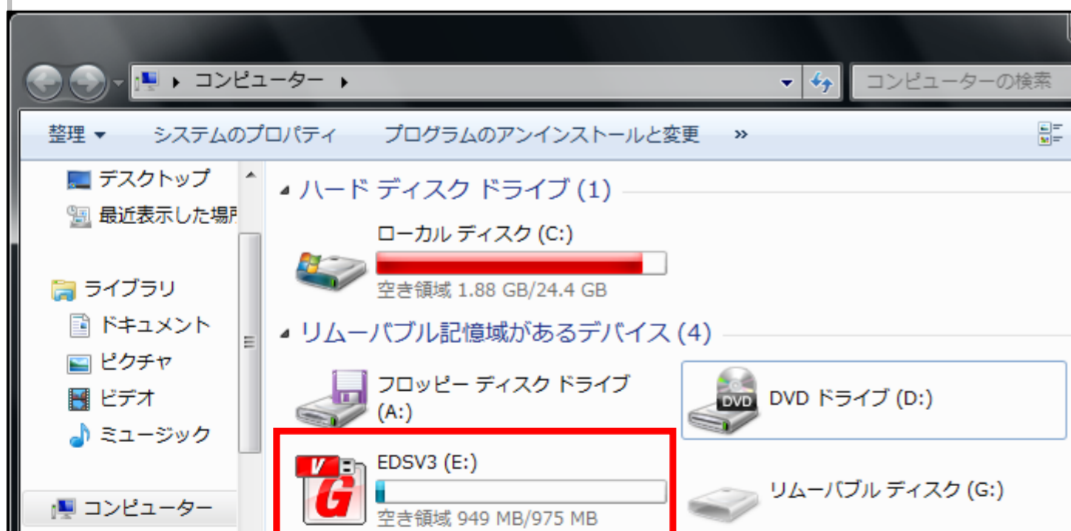 コンピューター
コンピューターの検索
整理
システムのプロパティ
プログラムのアンインストールと変更
»
デスクトップ
最近表示した場所
ライブラリ
ドキュメント
ピクチャ
ビデオ
ミュージック
コンピューター
ハード ディスク ドライブ (1)
ローカル ディスク (C:)
空き領域 1.88 GB/24.4 GB
リムーバブル記憶域があるデバイス (4)
フロッピー ディスク ドライブ
(A:)
DVD
DVD ドライブ (D:)
V
G
EDSV3 (E:)
空き領域 949 MB/975 MB
リムーバブル ディスク (G:)